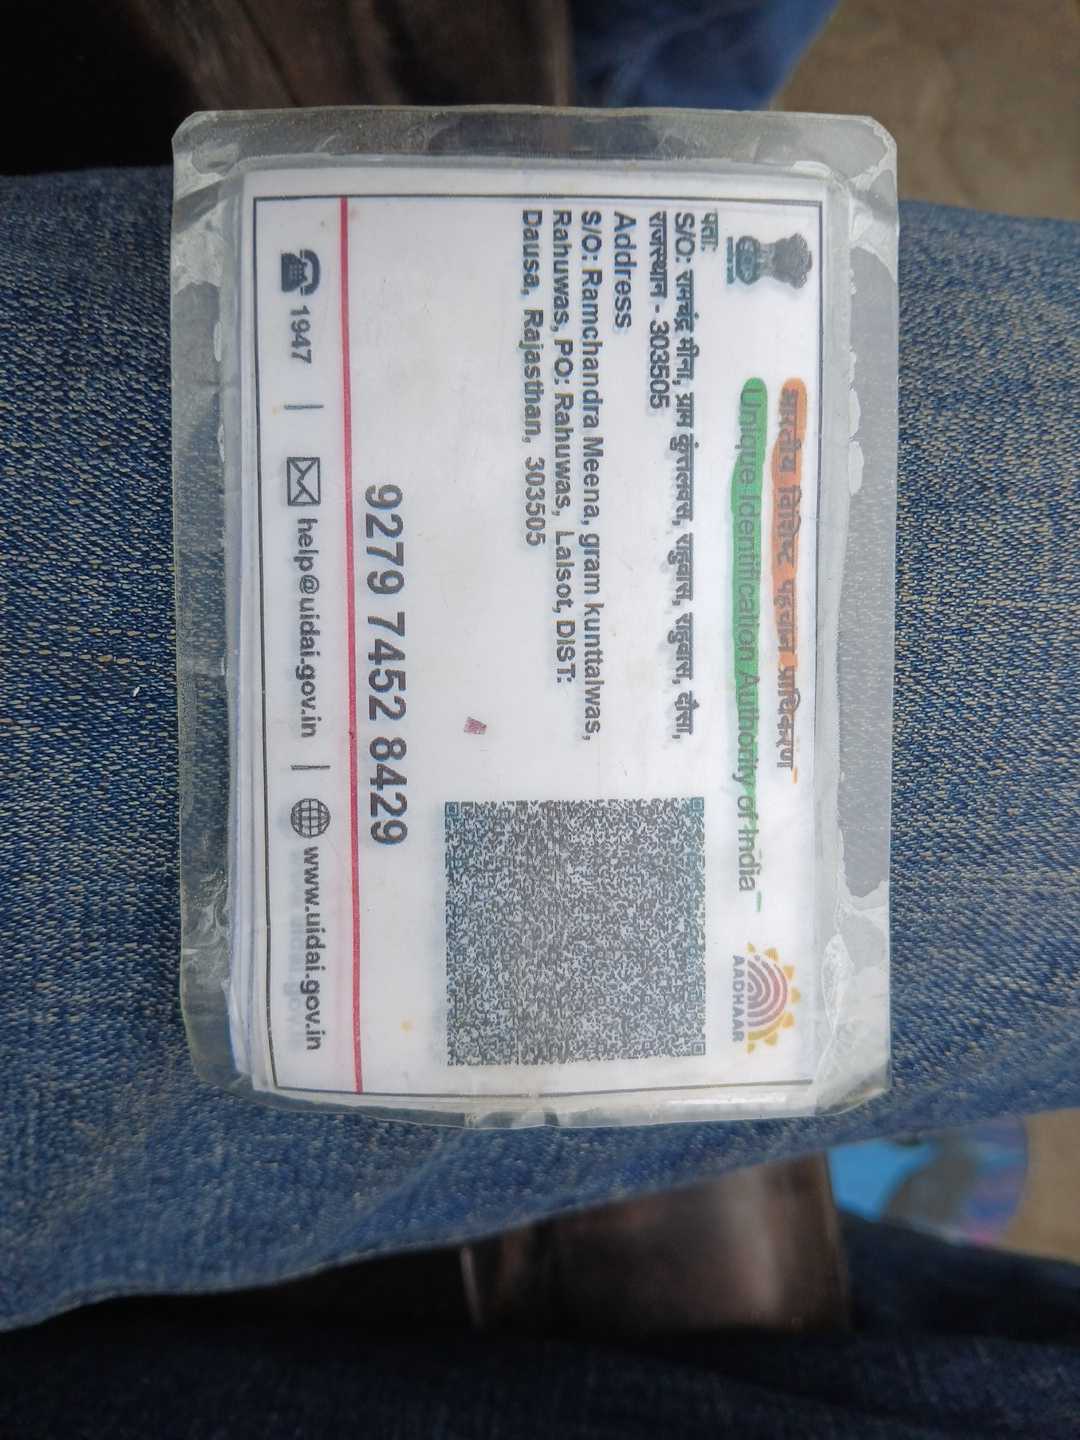 भारतीय विशिष्ट पहचान प्राधिकरण
Unique Identification Authority of India
AADHAAR
पता:
S/O: रामचंद्र मीना, ग्राम कुंत्तलवास, राहुवास, राहुवास, दौसा,
राजस्थान - 303505
Address
S/O: Ramchandra Meena, gram kunttalwas,
Rahuwas, PO: Rahuwas, Lalsot, DIST:
Dausa, Rajasthan, 303505
9279 7452 8429
1947 | help@uidai.gov.in | www.uidai.gov.in